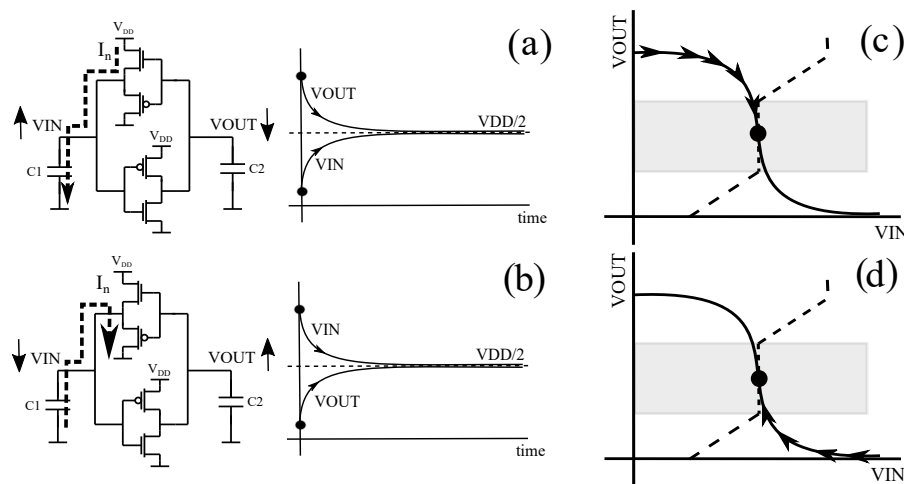 (a)
V_DD
I_n
VIN
VOUT
V_DD
C1
C2
VOUT
VDD/2
VIN
time
(c)
VOUT
VIN
(b)
V_DD
I_n
VIN
VOUT
V_DD
C1
C2
VIN
VDD/2
VOUT
time
(d)
VOUT
VIN